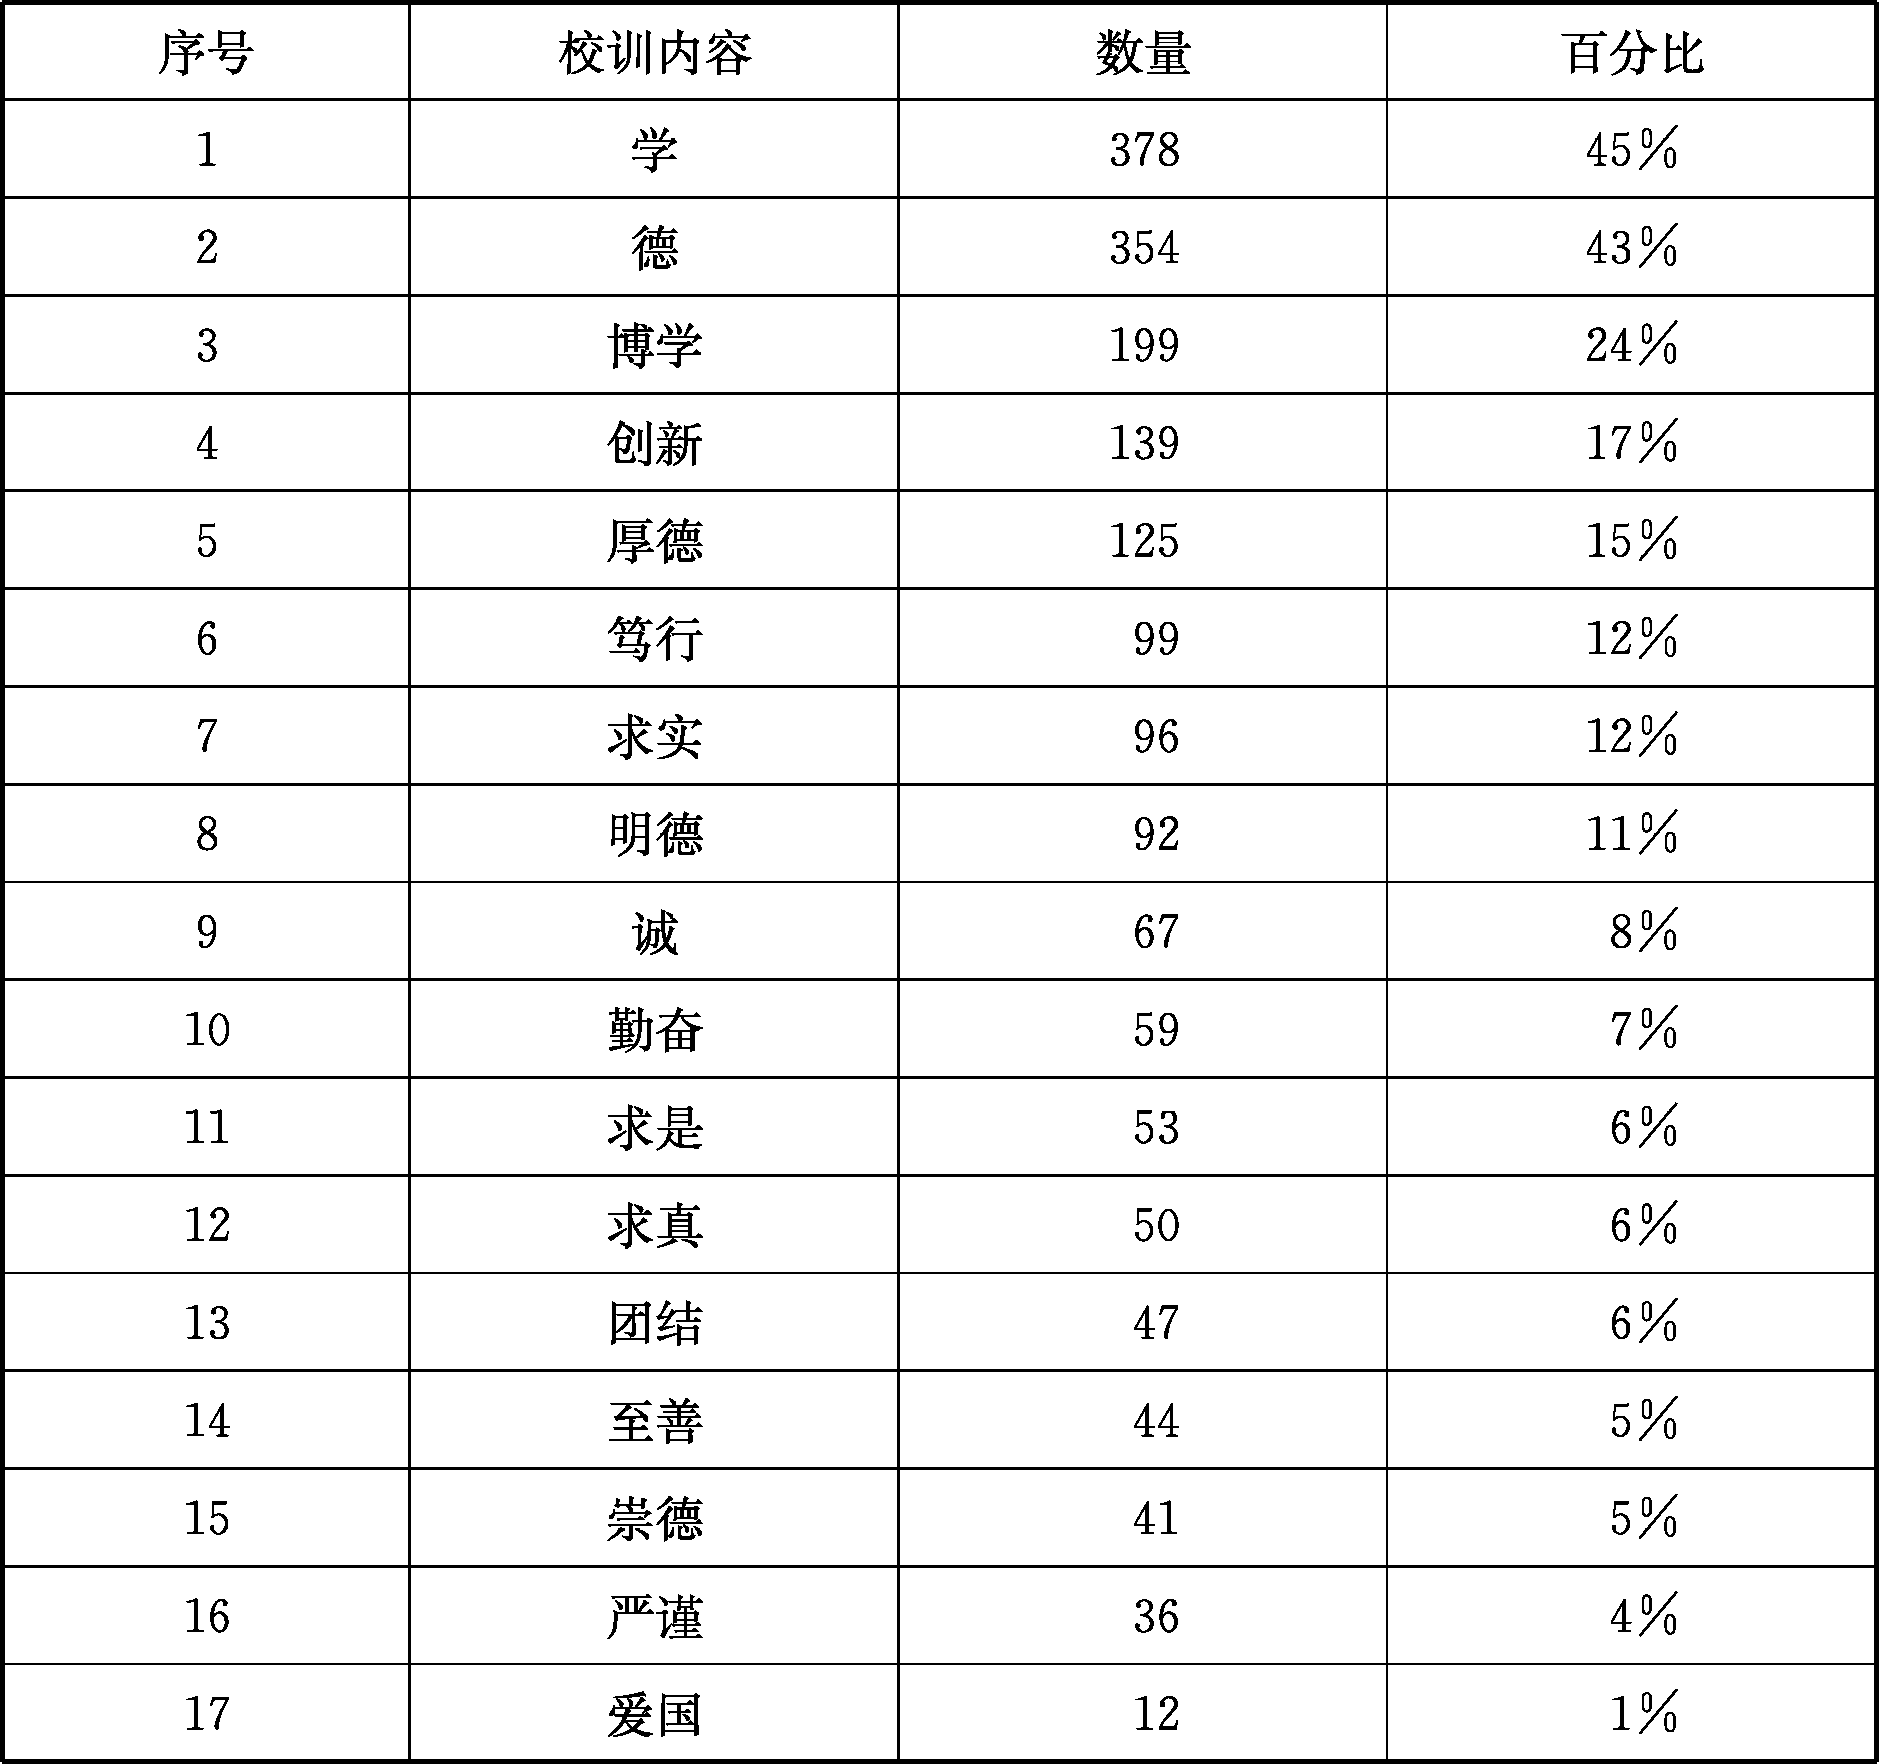 序号 校训内容 数量 百分比
1 学 378 45%
2 德 354 43%
3 博学 199 24%
4 创新 139 17%
5 厚德 125 15%
6 笃行 99 12%
7 求实 96 12%
8 明德 92 11%
9 诚 67 8%
10 勤奋 59 7%
11 求是 53 6%
12 求真 50 6%
13 团结 47 6%
14 至善 44 5%
15 崇德 41 5%
16 严谨 36 4%
17 爱国 12 1%